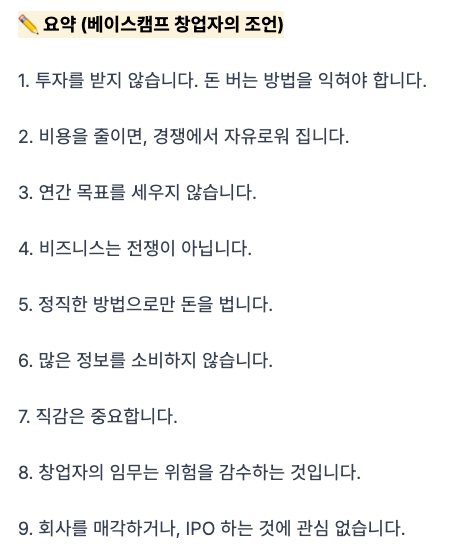 ✏️ 요약 (베이스캠프 창업자의 조언)
1. 투자를 받지 않습니다. 돈 버는 방법을 익혀야 합니다.
2. 비용을 줄이면, 경쟁에서 자유로워 집니다.
3. 연간 목표를 세우지 않습니다.
4. 비즈니스는 전쟁이 아닙니다.
5. 정직한 방법으로만 돈을 법니다.
6. 많은 정보를 소비하지 않습니다.
7. 직감은 중요합니다.
8. 창업자의 임무는 위험을 감수하는 것입니다.
9. 회사를 매각하거나, IPO 하는 것에 관심 없습니다.